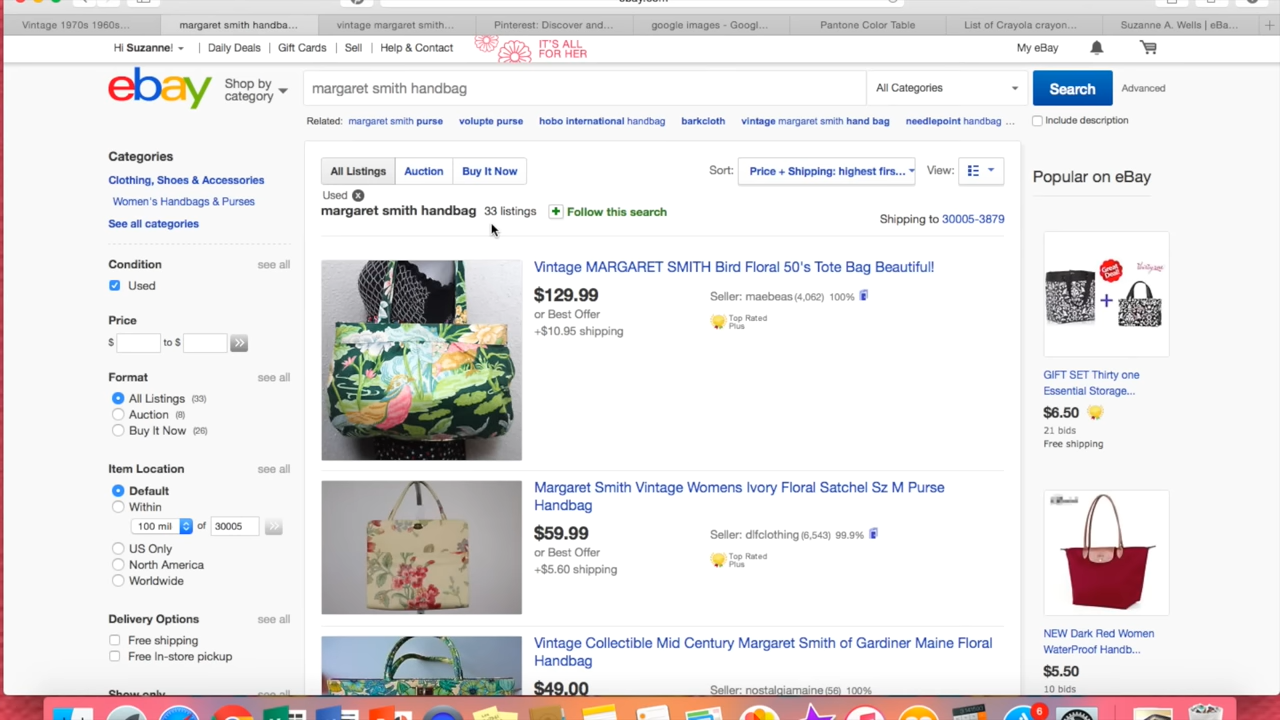 ebay.com
Vintage 1970s 1960s...
margaret smith handba...
vintage margaret smith...
Pinterest: Discover and...
google images - Googl...
Pantone Color Table
List of Crayola crayon...
Suzanne A. Wells | eBa...
Hi Suzanne!
Daily Deals
Gift Cards
Sell
Help & Contact
IT'S ALL
FOR HER
My eBay
ebay
Shop by
category
margaret smith handbag
All Categories
Search
Advanced
Related: margaret smith purse volupte purse hobo international handbag barkcloth vintage margaret smith hand bag needlepoint handbag ...
Include description
Categories
Clothing, Shoes & Accessories
Women's Handbags & Purses
See all categories
Condition see all
Used
Price
$ to $
Format see all
All Listings (33)
Auction (8)
Buy It Now (26)
Item Location see all
Default
Within
100 mil of 30005
US Only
North America
Worldwide
Delivery Options see all
Free shipping
Free In-store pickup
Show only see all
All Listings Auction Buy It Now
Sort: Price + Shipping: highest firs... View:
Used
margaret smith handbag 33 listings + Follow this search
Shipping to 30005-3879
Vintage MARGARET SMITH Bird Floral 50's Tote Bag Beautiful!
$129.99
or Best Offer
+$10.95 shipping
Seller: maebeas (4,062) 100%
Top Rated
Plus
Margaret Smith Vintage Womens Ivory Floral Satchel Sz M Purse
Handbag
$59.99
or Best Offer
+$5.60 shipping
Seller: dlfclothing (6,543) 99.9%
Top Rated
Plus
Vintage Collectible Mid Century Margaret Smith of Gardiner Maine Floral
Handbag
$49.00
Seller: nostalgiamaine (56) 100%
Popular on eBay
Great
Deal
GIFT SET Thirty one
Essential Storage...
$6.50
21 bids
Free shipping
NEW Dark Red Women
WaterProof Handb...
$5.50
10 bids
6